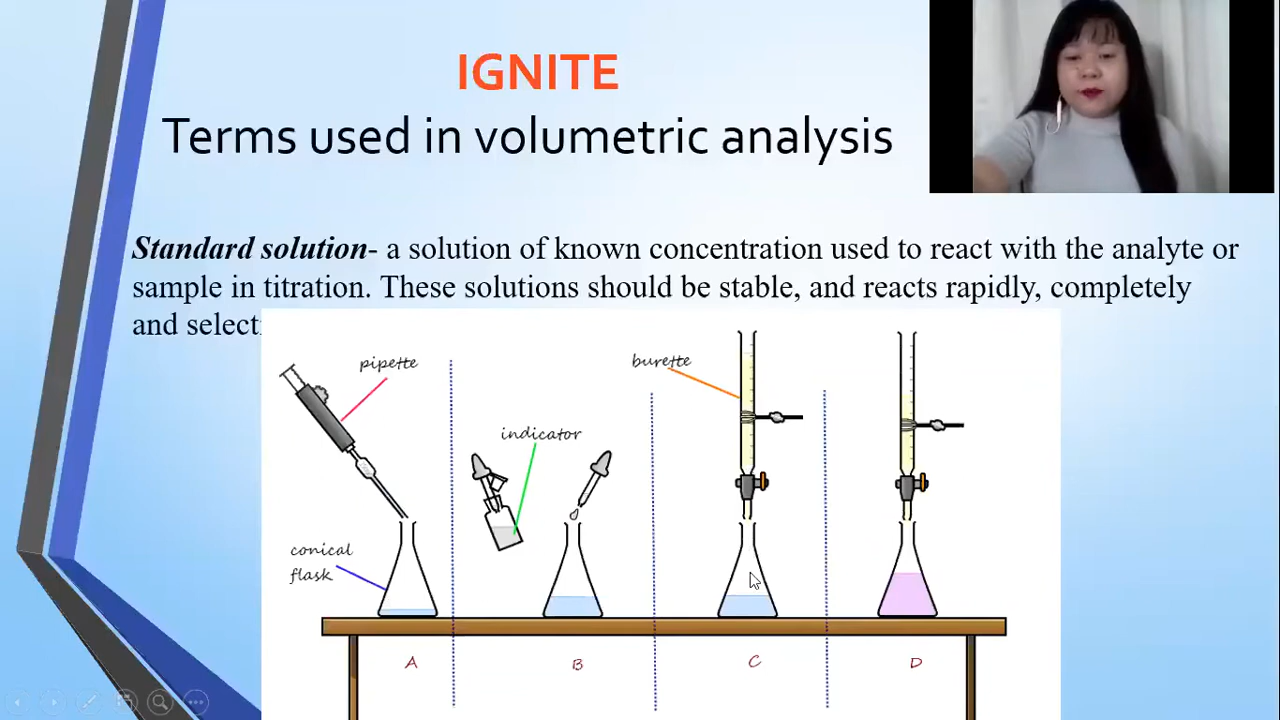 IGNITE
Terms used in volumetric analysis
Standard solution- a solution of known concentration used to react with the analyte or
sample in titration. These solutions should be stable, and reacts rapidly, completely
and
pipette
burette
indicator
conical
flask
A
B
C
D